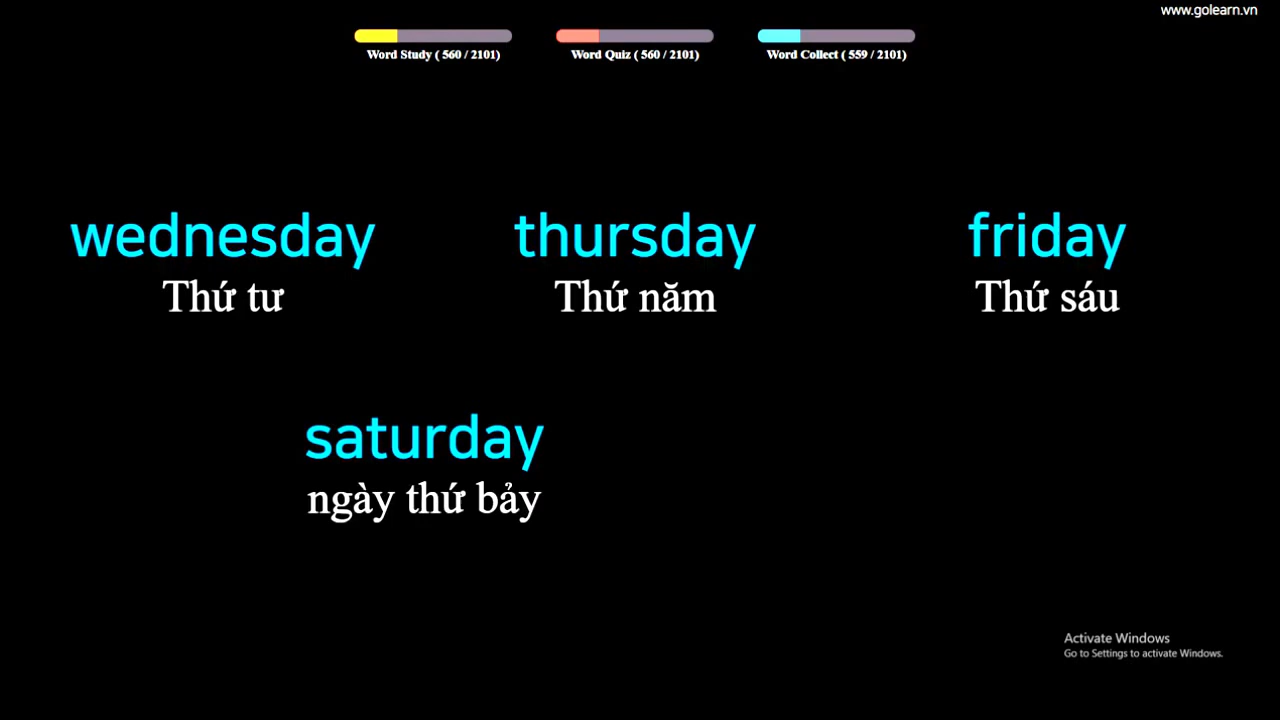 www.golearn.vn
Word Study ( 560 / 2101) Word Quiz ( 560 / 2101) Word Collect ( 559 / 2101)
wednesday thursday friday
Thứ tư Thứ năm Thứ sáu
saturday
ngày thứ bảy
Activate Windows
Go to Settings to activate Windows.